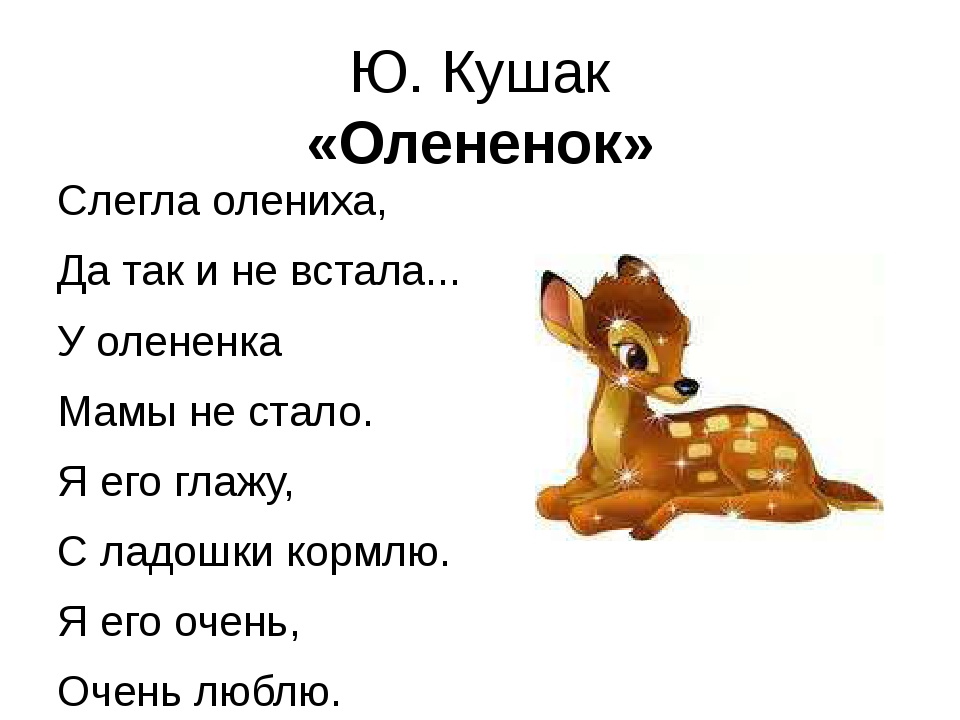 Ю. Кушак
«Олененок»
Слегла олениха,
Да так и не встала...
У олененка
Мамы не стало.
Я его глажу,
С ладошки кормлю.
Я его очень,
Очень люблю.